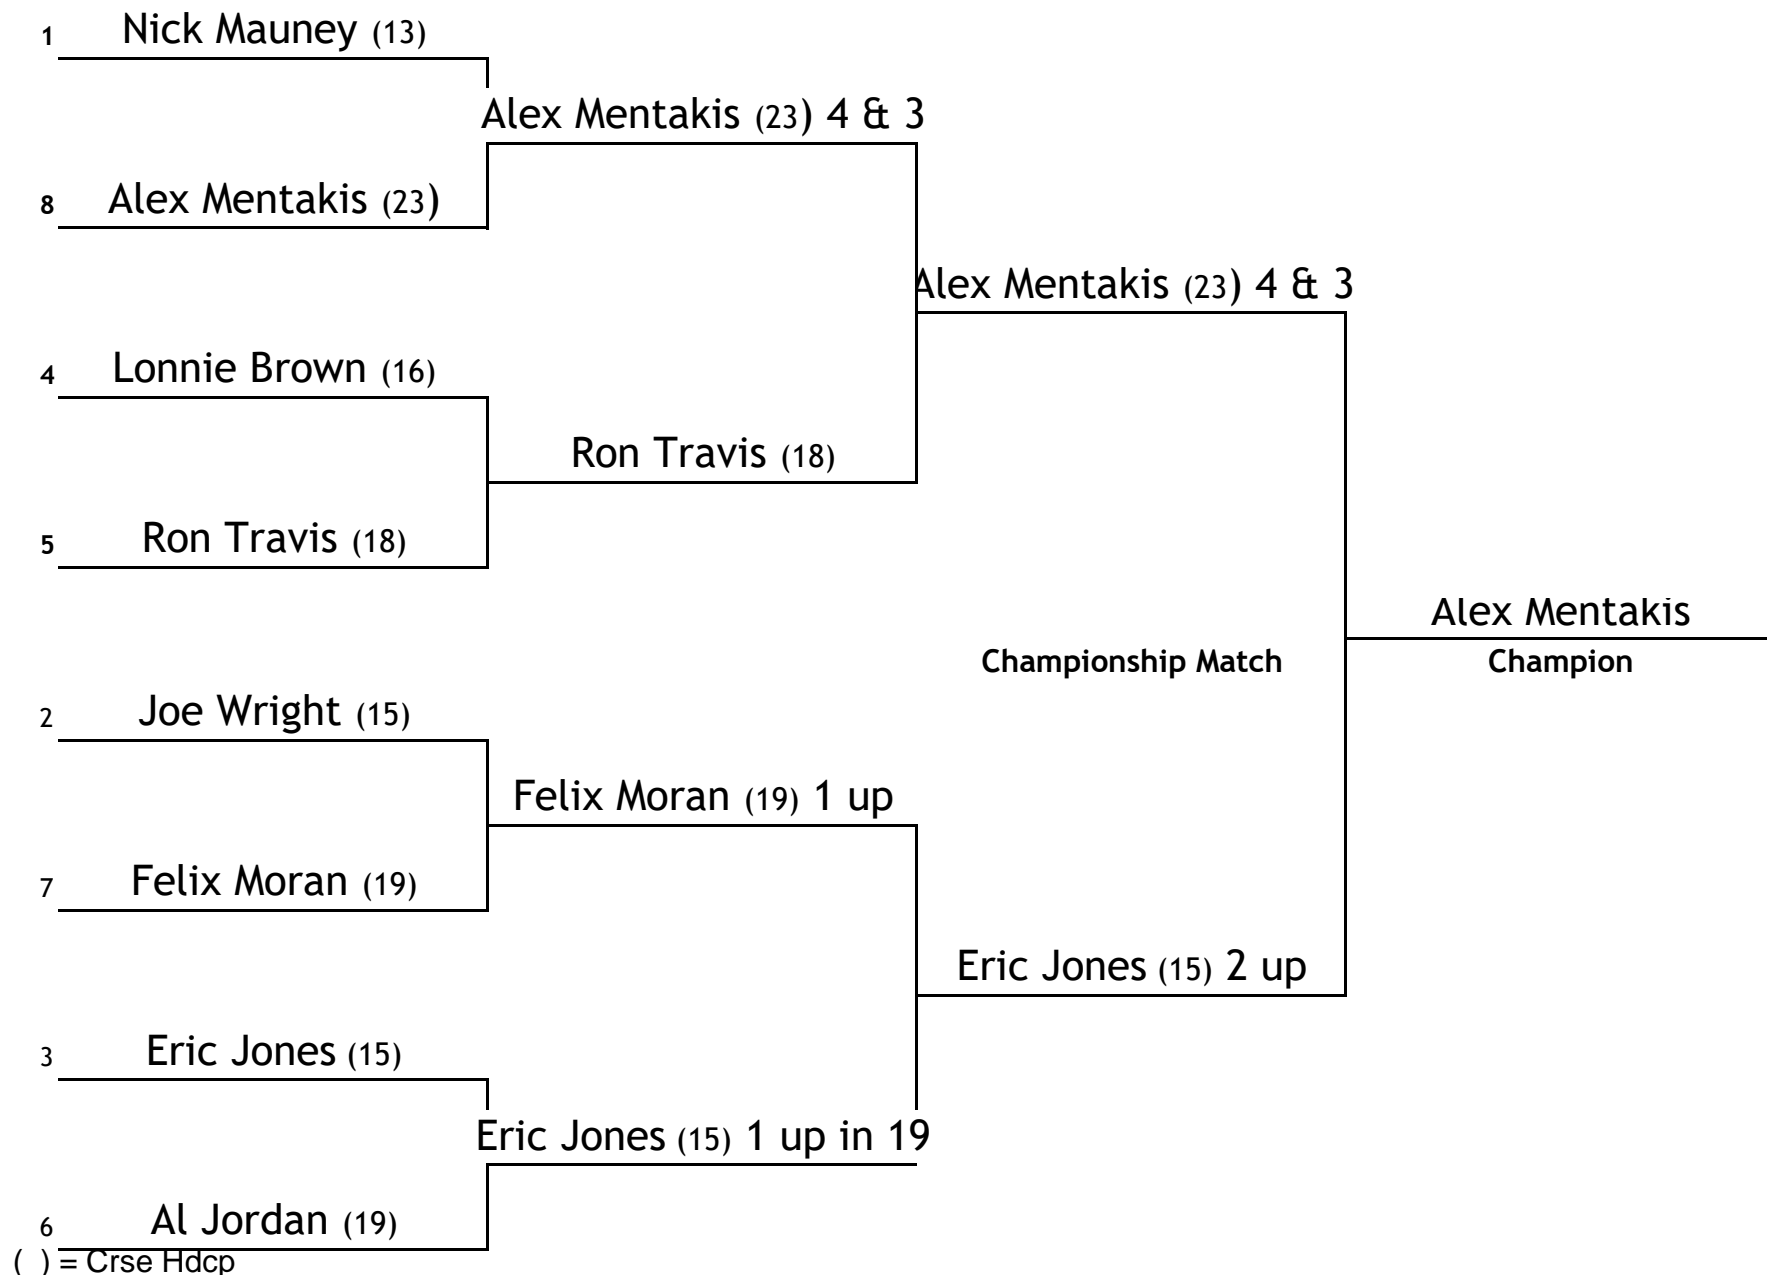 1 Nick Mauney (13)
Alex Mentakis (23) 4 & 3
8 Alex Mentakis (23)
Alex Mentakis (23) 4 & 3
4 Lonnie Brown (16)
Ron Travis (18)
5 Ron Travis (18)
Alex Mentakis
Championship Match Champion
2 Joe Wright (15)
Felix Moran (19) 1 up
7 Felix Moran (19)
Eric Jones (15) 2 up
3 Eric Jones (15)
Eric Jones (15) 1 up in 19
6 Al Jordan (19)
( ) = Crse Hdcp